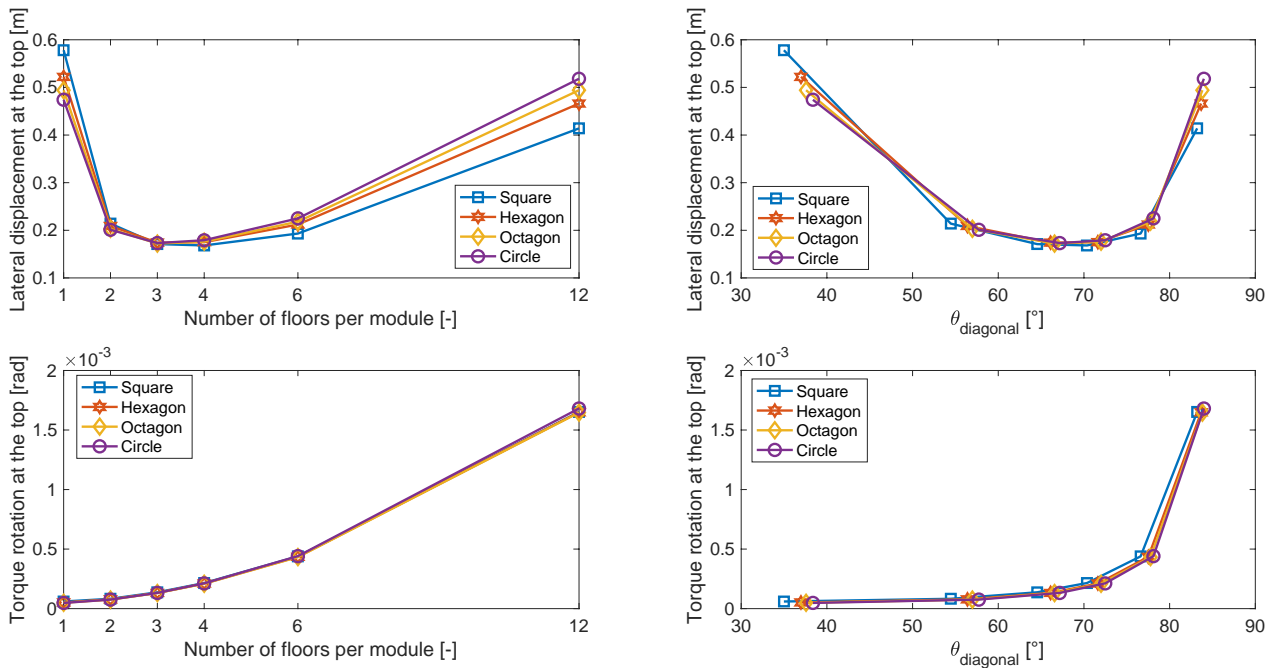 Lateral displacement at the top [m]
0.6
0.5
0.4
0.3
0.2
0.1
Square
Hexagon
Octagon
Circle
1 2 3 4 6 12
Number of floors per module [-]
Lateral displacement at the top [m]
0.6
0.5
0.4
0.3
0.2
0.1
Square
Hexagon
Octagon
Circle
30 40 50 60 70 80 90
θdiagonal [°]
Torque rotation at the top [rad]
×10-3
2
1.5
1
0.5
0
Square
Hexagon
Octagon
Circle
1 2 3 4 6 12
Number of floors per module [-]
Torque rotation at the top [rad]
×10-3
2
1.5
1
0.5
0
Square
Hexagon
Octagon
Circle
30 40 50 60 70 80 90
θdiagonal [°]